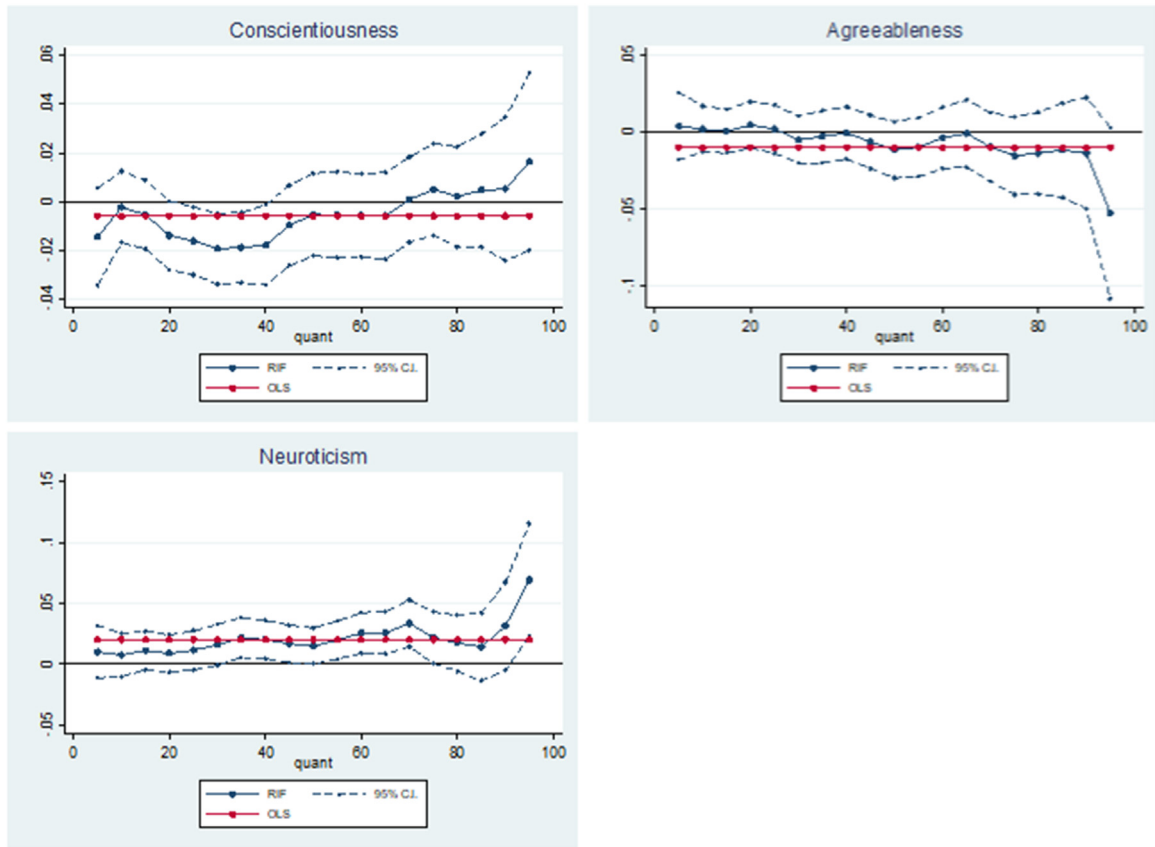 Conscientiousness
.06
.04
.02
0
-.02
-.04
0 20 40 60 80 100
quant
RIF 95% C.I.
OLS
Agreeableness
.05
0
-.05
-.1
0 20 40 60 80 100
quant
RIF 95% C.I.
OLS
Neuroticism
.15
.1
.05
0
-.05
0 20 40 60 80 100
quant
RIF 95% C.I.
OLS